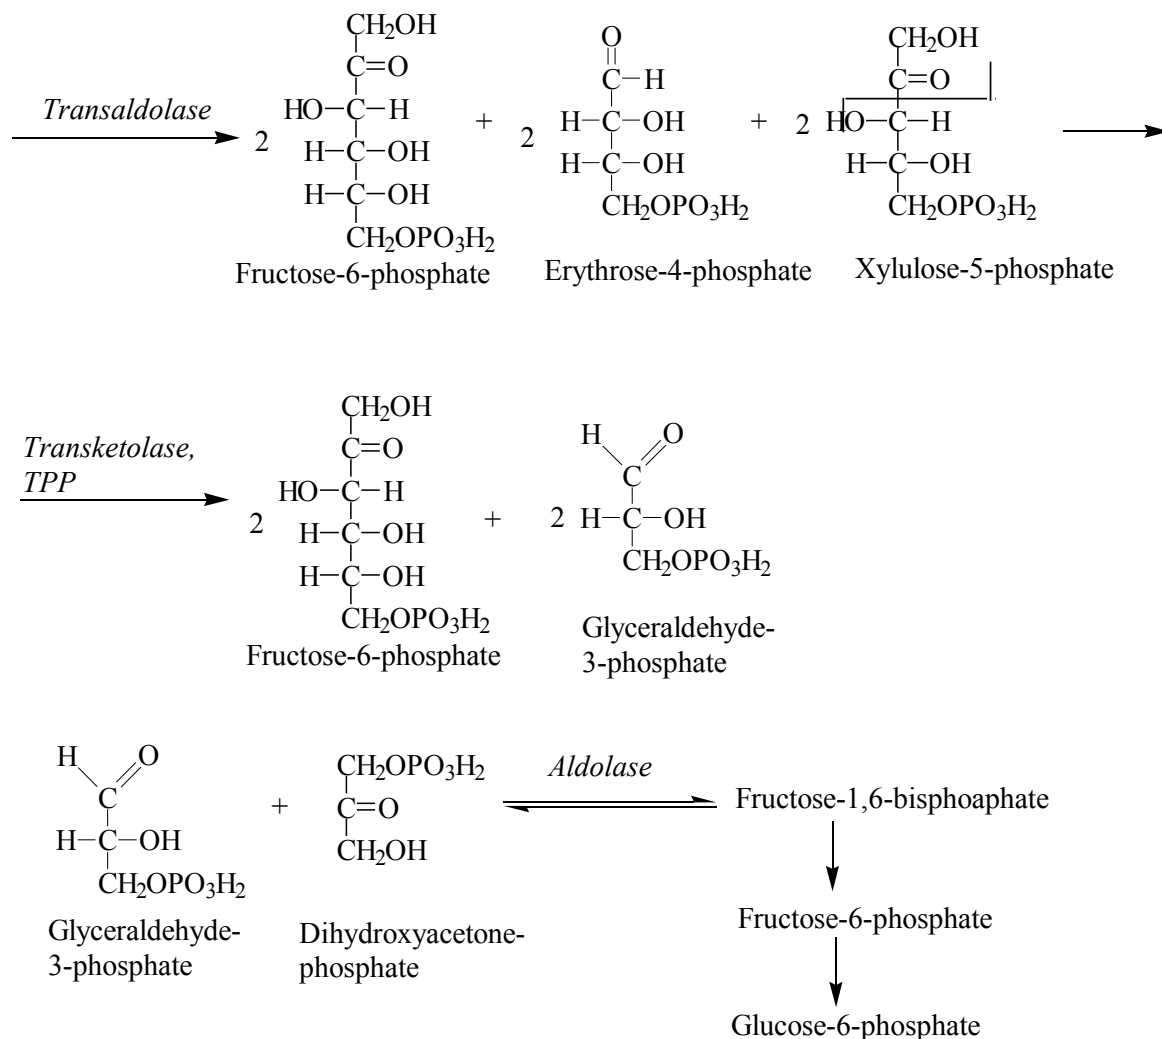 CH2OH
C=O
Transaldolase
2
HO-C-H
H-C-OH
H-C-OH
CH2OPO3H2
Fructose-6-phosphate
+
2
O
C-H
H-C-OH
H-C-OH
CH2OPO3H2
Erythrose-4-phosphate
+
2
CH2OH
C=O
HO-C-H
H-C-OH
CH2OPO3H2
Xylulose-5-phosphate
Transketolase,
TPP
2
CH2OH
C=O
HO-C-H
H-C-OH
H-C-OH
CH2OPO3H2
Fructose-6-phosphate
+
2
H O
C
H-C-OH
CH2OPO3H2
Glyceraldehyde-
3-phosphate
H O
C
H-C-OH
CH2OPO3H2
Glyceraldehyde-
3-phosphate
+
CH2OPO3H2
C=O
CH2OH
Dihydroxyacetone-
phosphate
Aldolase
Fructose-1,6-bisphoaphate
Fructose-6-phosphate
Glucose-6-phosphate